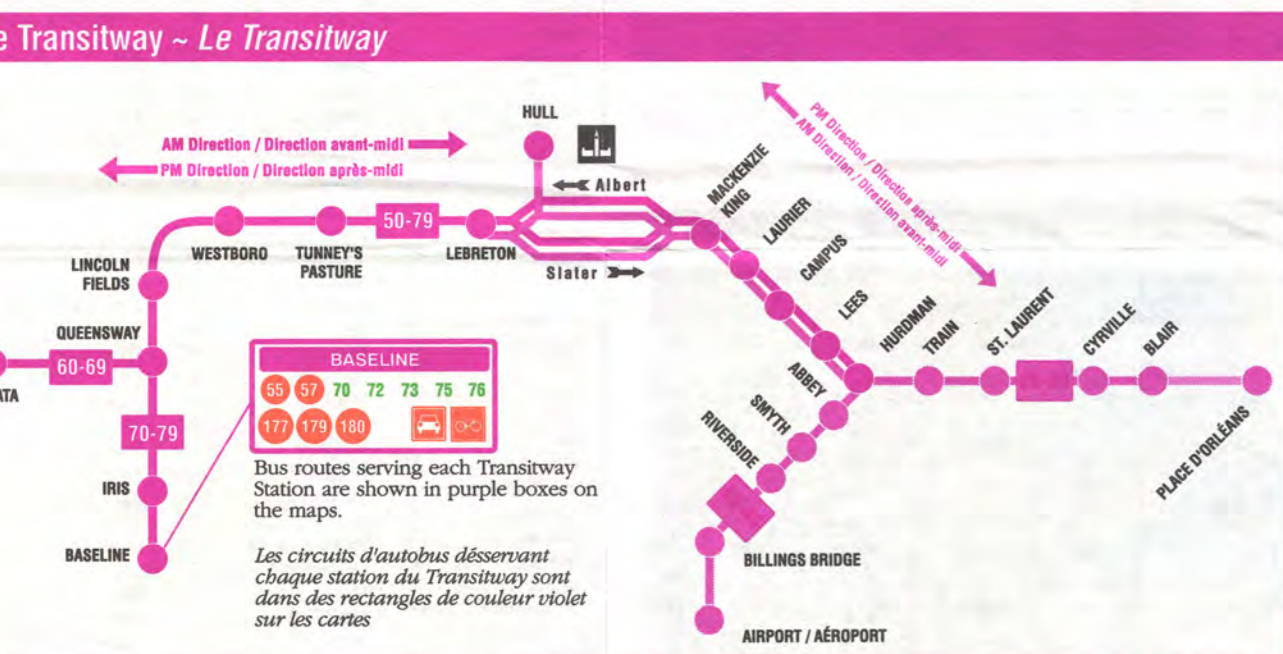 e Transitway ~ Le Transitway
HULL
AM Direction / Direction avant-midi
PM Direction / Direction après-midi
PM Direction / Direction après-midi
AM Direction / Direction avant-midi
Albert
Slater
MACKENZIE
KING
LAURIER
CAMPUS
LEES
HURDMAN
TRAIN
ST. LAURENT
CYRVILLE
BLAIR
PLACE D'ORLÉANS
50-79
WESTBORO
TUNNEY'S
PASTURE
LEBRETON
LINCOLN
FIELDS
QUEENSWAY
60-69
ATA
70-79
IRIS
BASELINE
ABBEY
SMYTH
RIVERSIDE
BILLINGS BRIDGE
AIRPORT / AÉROPORT
BASELINE
55 57 70 72 73 75 76
177 179 180
Bus routes serving each Transitway
Station are shown in purple boxes on
the maps.
Les circuits d'autobus désservant
chaque station du Transitway sont
dans des rectangles de couleur violet
sur les cartes